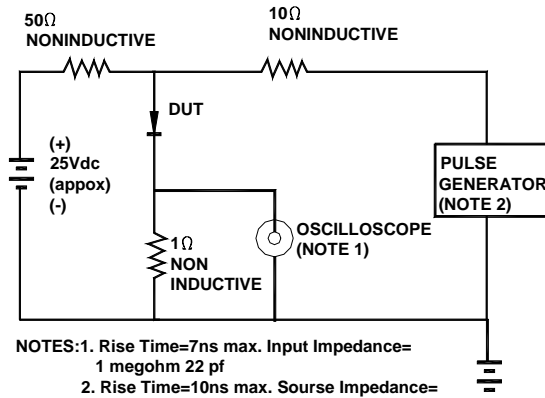 50Ω
NONINDUCTIVE
10Ω
NONINDUCTIVE
DUT
(+)
25Vdc
(appox)
(-)
PULSE
GENERATOR
(NOTE 2)
1Ω
NON
INDUCTIVE
OSCILLOSCOPE
(NOTE 1)
NOTES:1. Rise Time=7ns max. Input Impedance=
1 megohm 22 pf
2. Rise Time=10ns max. Sourse Impedance=